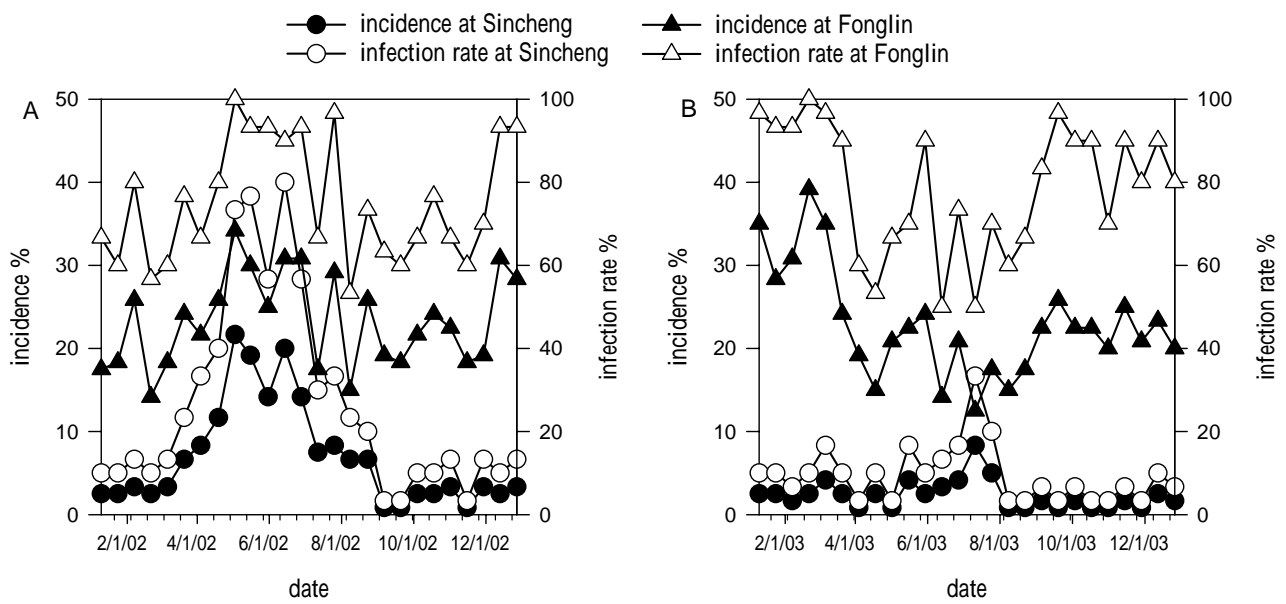 incidence at Sincheng
infection rate at Sincheng
incidence at Fonglin
infection rate at Fonglin
A
50
40
30
20
10
0
incidence %
100
80
60
40
20
0
infection rate %
2/1/02 4/1/02 6/1/02 8/1/02 10/1/02 12/1/02
date
B
50
40
30
20
10
0
incidence %
100
80
60
40
20
0
infection rate %
2/1/03 4/1/03 6/1/03 8/1/03 10/1/03 12/1/03
date